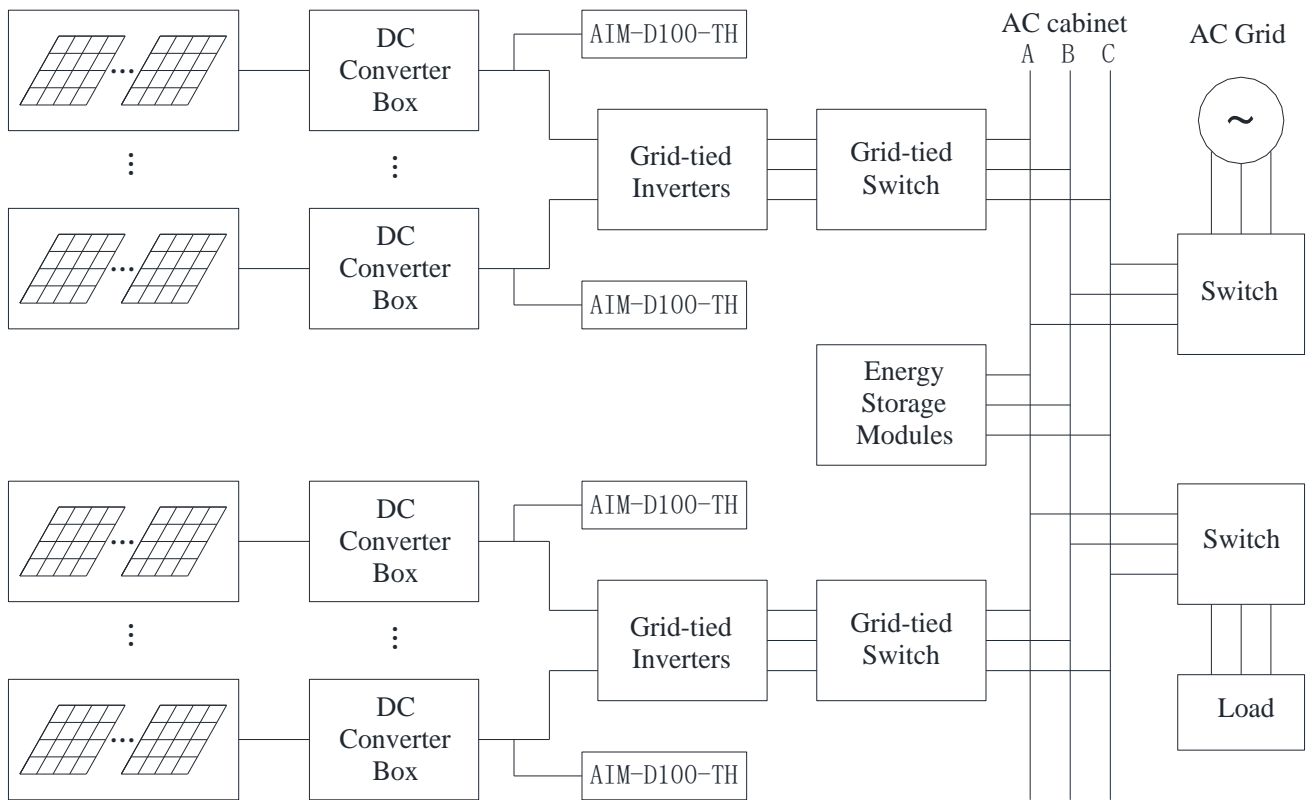 DC
Converter
Box
AIM-D100-TH
AC cabinet
A B C
AC Grid
~
Grid-tied
Inverters
Grid-tied
Switch
DC
Converter
Box
AIM-D100-TH
Switch
Energy
Storage
Modules
DC
Converter
Box
AIM-D100-TH
Switch
Grid-tied
Inverters
Grid-tied
Switch
DC
Converter
Box
AIM-D100-TH
Load